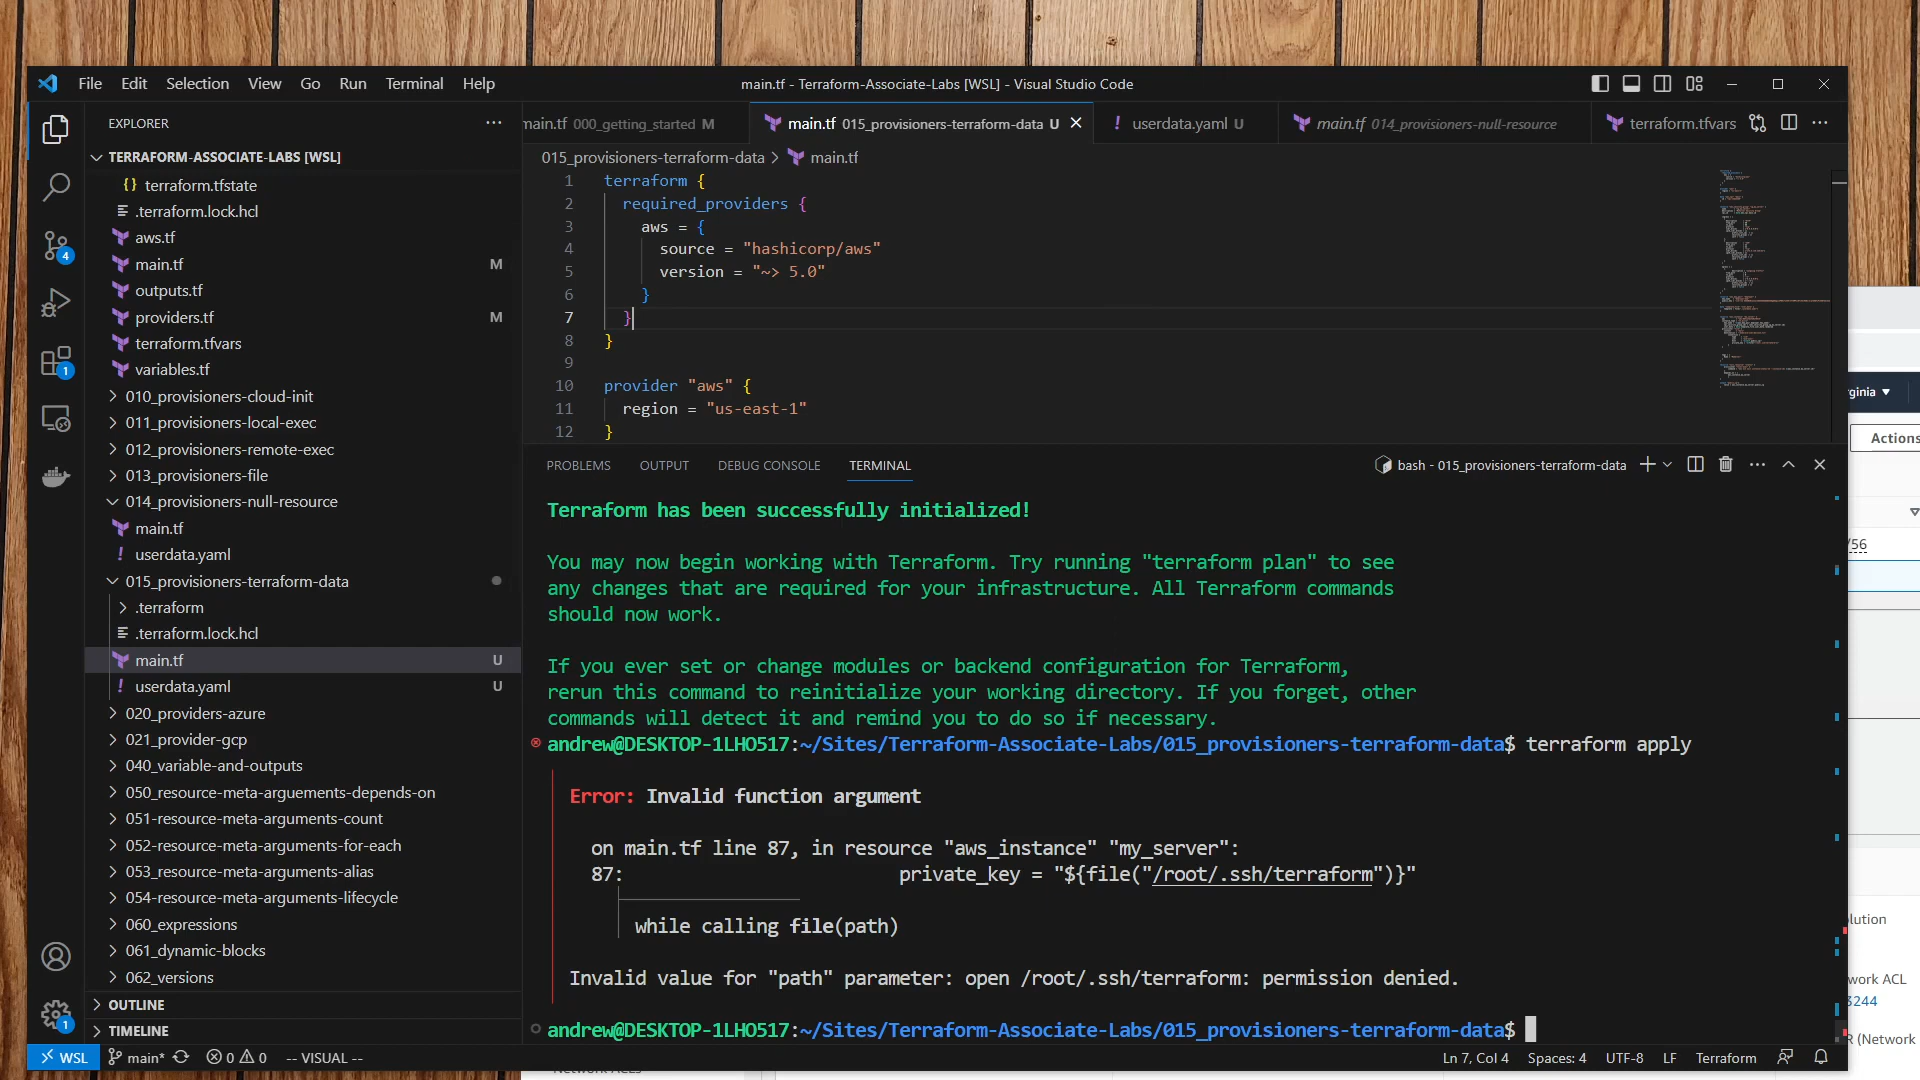 File Edit Selection View Go Run Terminal Help
main.tf - Terraform-Associate-Labs [WSL] - Visual Studio Code
EXPLORER
TERRAFORM-ASSOCIATE-LABS [WSL]
terraform.tfstate
.terraform.lock.hcl
aws.tf
main.tf M
outputs.tf
providers.tf M
terraform.tfvars
variables.tf
010_provisioners-cloud-init
011_provisioners-local-exec
012_provisioners-remote-exec
013_provisioners-file
014_provisioners-null-resource
main.tf
userdata.yaml
015_provisioners-terraform-data
.terraform
.terraform.lock.hcl
main.tf U
userdata.yaml U
020_providers-azure
021_provider-gcp
040_variable-and-outputs
050_resource-meta-arguements-depends-on
051-resource-meta-arguments-count
052-resource-meta-arguments-for-each
053_resource-meta-arguments-alias
054-resource-meta-arguments-lifecycle
060_expressions
061_dynamic-blocks
062_versions
OUTLINE
TIMELINE
4
1
1
main.tf 000_getting_started M
main.tf 015_provisioners-terraform-data U
userdata.yaml U
main.tf 014_provisioners-null-resource
terraform.tfvars
015_provisioners-terraform-data > main.tf
1 terraform {
2 required_providers {
3 aws = {
4 source = "hashicorp/aws"
5 version = "~> 5.0"
6 }
7 }
8 }
9
10 provider "aws" {
11 region = "us-east-1"
12 }
PROBLEMS OUTPUT DEBUG CONSOLE TERMINAL
bash - 015_provisioners-terraform-data
Terraform has been successfully initialized!
You may now begin working with Terraform. Try running "terraform plan" to see
any changes that are required for your infrastructure. All Terraform commands
should now work.
If you ever set or change modules or backend configuration for Terraform,
rerun this command to reinitialize your working directory. If you forget, other
commands will detect it and remind you to do so if necessary.
andrew@DESKTOP-1LHO517:~/Sites/Terraform-Associate-Labs/015_provisioners-terraform-data$ terraform apply
Error: Invalid function argument
on main.tf line 87, in resource "aws_instance" "my_server":
87: private_key = "${file("/root/.ssh/terraform")}"
while calling file(path)
Invalid value for "path" parameter: open /root/.ssh/terraform: permission denied.
andrew@DESKTOP-1LHO517:~/Sites/Terraform-Associate-Labs/015_provisioners-terraform-data$
WSL main* 0 0 -- VISUAL --
Ln 7, Col 4 Spaces: 4 UTF-8 LF Terraform
ginia
Actions
/56
lution
work ACL
3244
R (Network